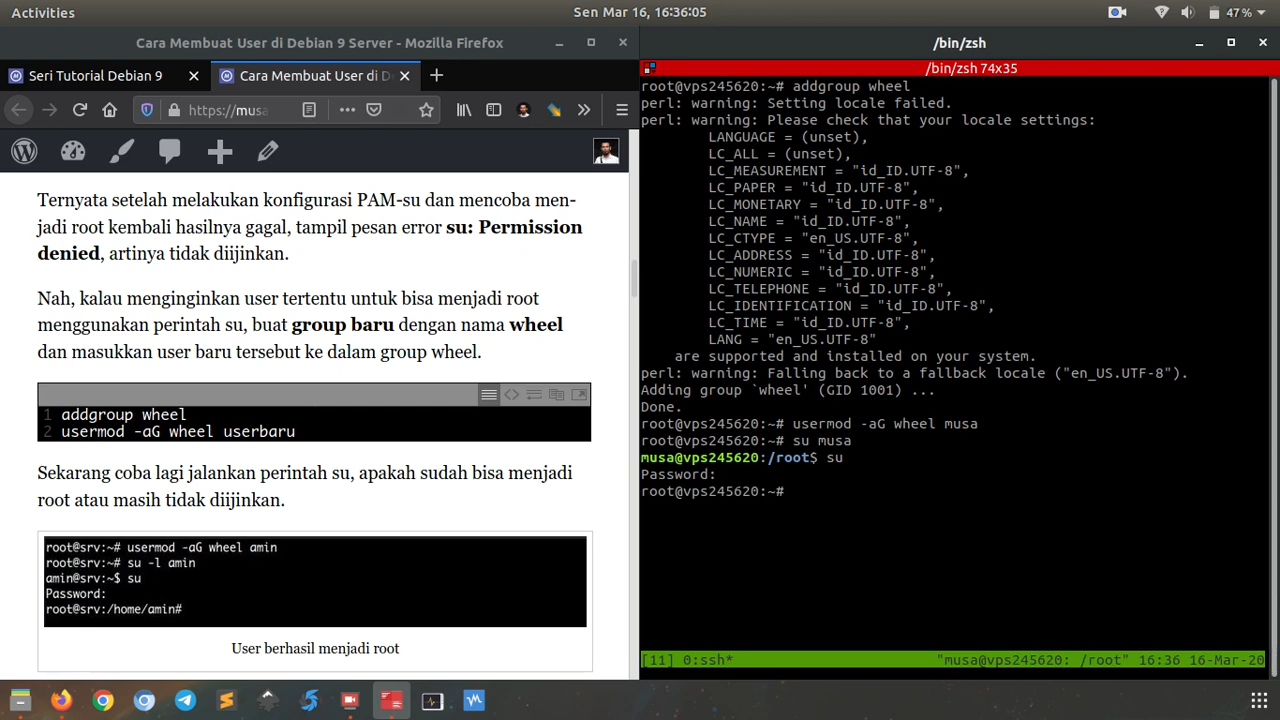 Activities
Sen Mar 16, 16:36:05
47%
Cara Membuat User di Debian 9 Server - Mozilla Firefox
Seri Tutorial Debian 9
Cara Membuat User di D
https://musa
Ternyata setelah melakukan konfigurasi PAM-su dan mencoba men-
jadi root kembali hasilnya gagal, tampil pesan error su: Permission
denied, artinya tidak diijinkan.
Nah, kalau menginginkan user tertentu untuk bisa menjadi root
menggunakan perintah su, buat group baru dengan nama wheel
dan masukkan user baru tersebut ke dalam group wheel.
1 addgroup wheel
2 usermod -aG wheel userbaru
Sekarang coba lagi jalankan perintah su, apakah sudah bisa menjadi
root atau masih tidak diijinkan.
root@srv:~# usermod -aG wheel amin
root@srv:~# su -l amin
amin@srv:~$ su
Password:
root@srv:/home/amin#
User berhasil menjadi root
/bin/zsh
/bin/zsh 74x35
root@vps245620:~# addgroup wheel
perl: warning: Setting locale failed.
perl: warning: Please check that your locale settings:
LANGUAGE = (unset),
LC_ALL = (unset),
LC_MEASUREMENT = "id_ID.UTF-8",
LC_PAPER = "id_ID.UTF-8",
LC_MONETARY = "id_ID.UTF-8",
LC_NAME = "id_ID.UTF-8",
LC_CTYPE = "en_US.UTF-8",
LC_ADDRESS = "id_ID.UTF-8",
LC_NUMERIC = "id_ID.UTF-8",
LC_TELEPHONE = "id_ID.UTF-8",
LC_IDENTIFICATION = "id_ID.UTF-8",
LC_TIME = "id_ID.UTF-8",
LANG = "en_US.UTF-8"
are supported and installed on your system.
perl: warning: Falling back to a fallback locale ("en_US.UTF-8").
Adding group `wheel' (GID 1001) ...
Done.
root@vps245620:~# usermod -aG wheel musa
root@vps245620:~# su musa
musa@vps245620:/root$ su
Password:
root@vps245620:~#
[11] 0:ssh* "musa@vps245620: /root" 16:36 16-Mar-20